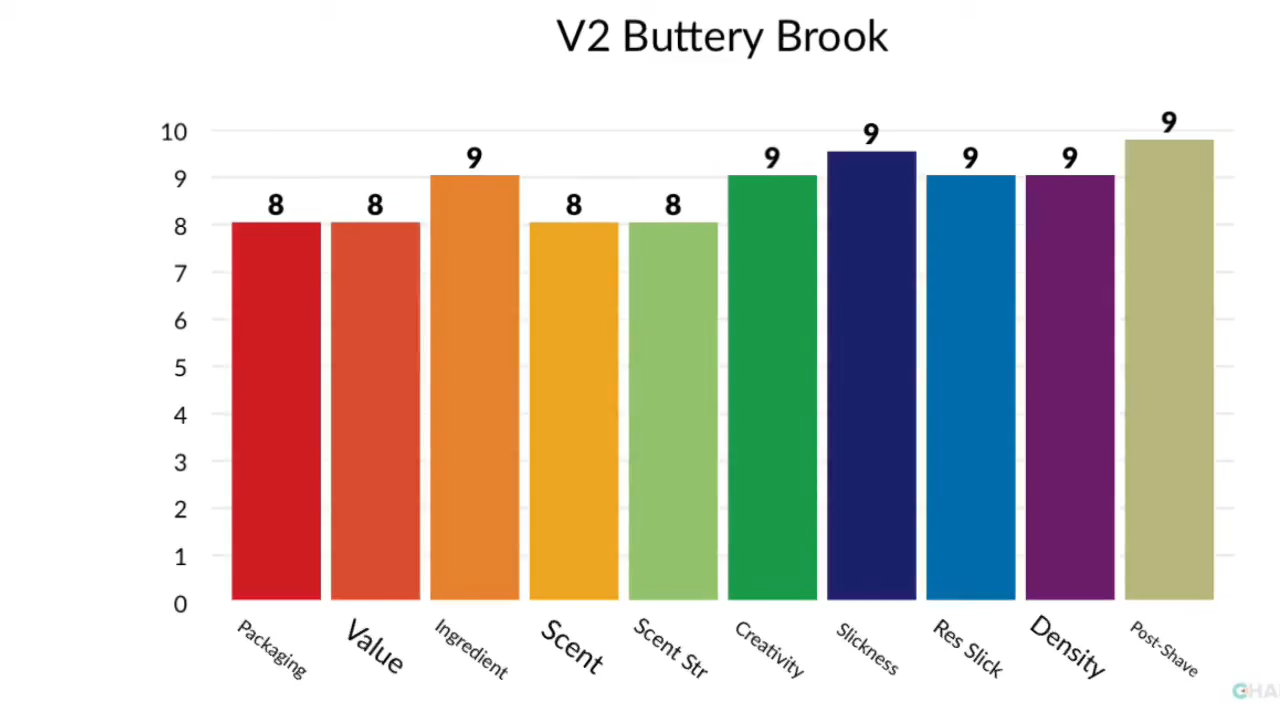 V2 Buttery Brook
10
9
8
7
6
5
4
3
2
1
0
8
8
9
8
8
9
9
9
9
9
Packaging
Value
Ingredient
Scent
Scent Str
Creativity
Slickness
Res Slick
Density
Post-Shave